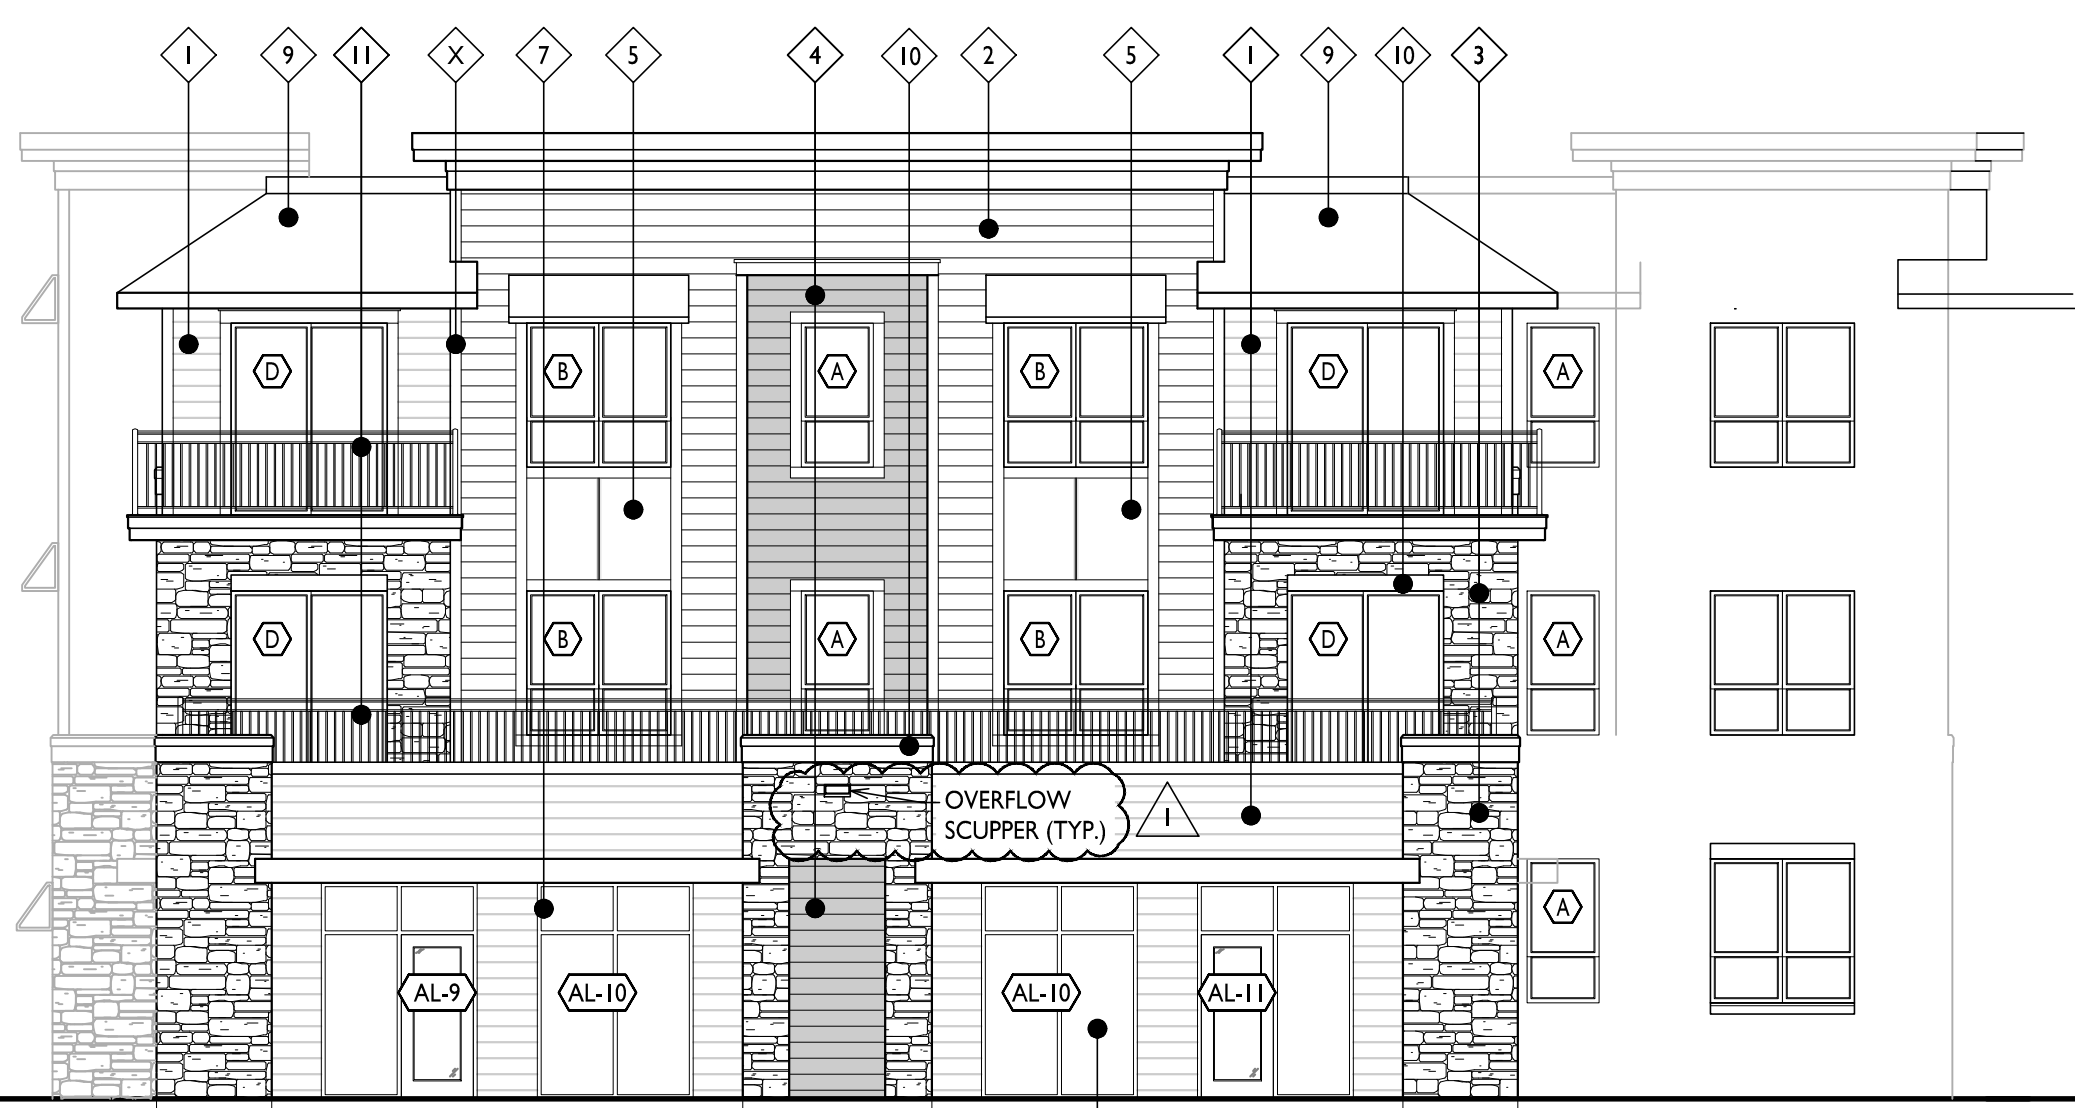 1 9 11 X 7 5 4 10 2 5 1 9 10 3
D B A B D A
D B A B D A
OVERFLOW
SCUPPER (TYP.) 1
A
AL-9 AL-10 AL-10 AL-11